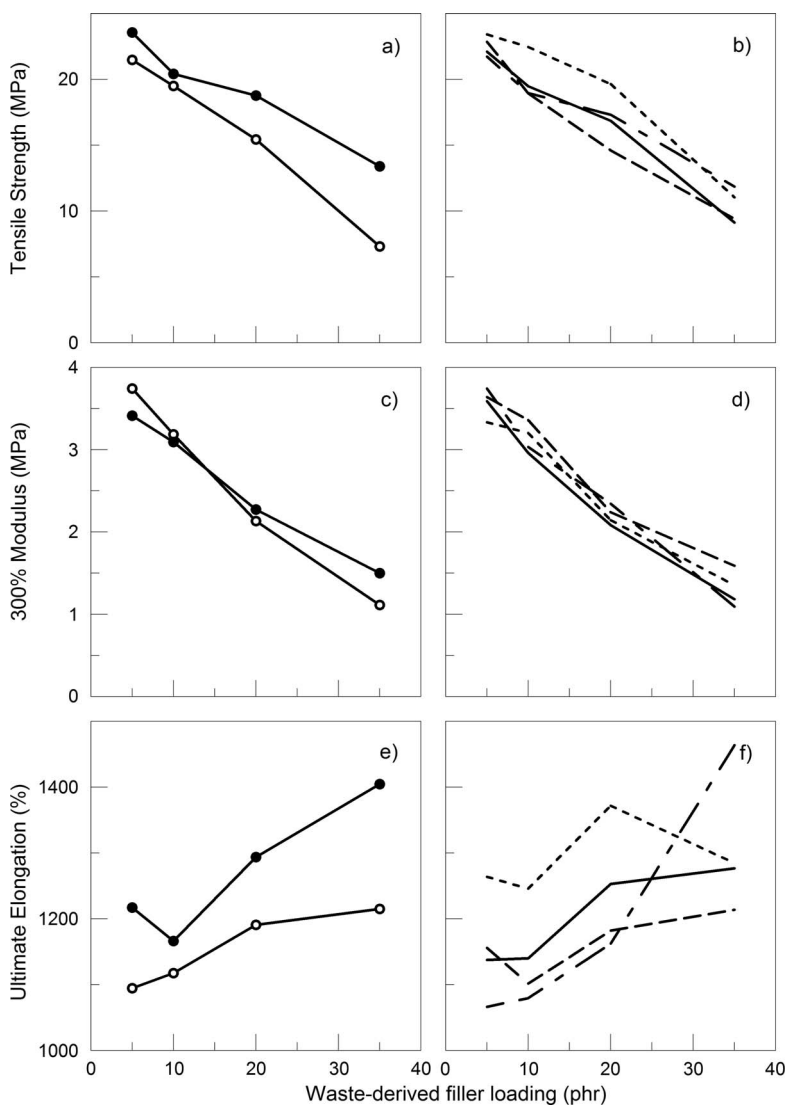 Tensile Strength (MPa)
20
10
0
a)
b)
300% Modulus (MPa)
4
3
2
1
0
c)
d)
Ultimate Elongation (%)
1400
1200
1000
e)
f)
0 10 20 30 40
0 10 20 30 40
Waste-derived filler loading (phr)